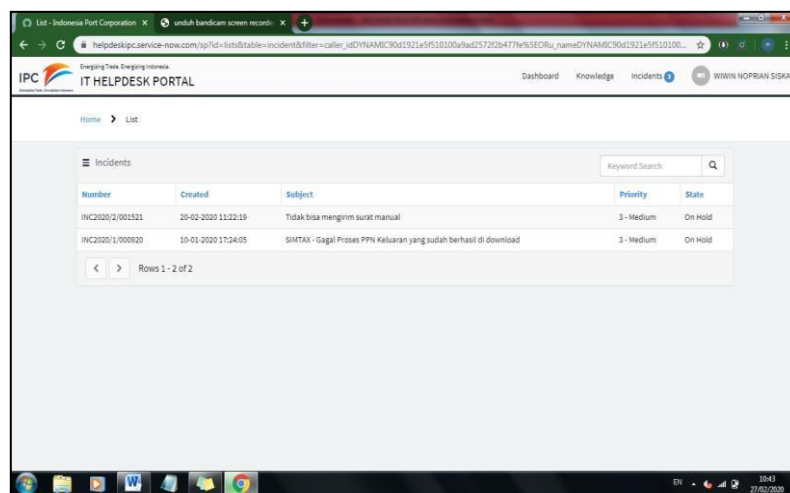 List - Indonesia Port Corporation
unduh bandicam screen recorde
helpdeskipc.service-now.com/sp?id=lists&table=incident&filter=caller_idDYNAMIC90d1921e5f510100a9ad2572f2b477fe%5EORu_nameDYNAMIC90d1921e5f510100...
IPC
Energizing Trade. Energizing Indonesia.
IT HELPDESK PORTAL
Dashboard Knowledge Incidents 2 WIWIN NOPRIAN SISKA
Home > List
Incidents
Keyword Search
Number Created Subject Priority State
INC2020/2/001521 20-02-2020 11:22:19 Tidak bisa mengirim surat manual 3 - Medium On Hold
INC2020/1/000920 10-01-2020 17:24:05 SIMTAX - Gagal Proses PPN Keluaran yang sudah berhasil di download 3 - Medium On Hold
< > Rows 1 - 2 of 2
EN
10:43
27/02/2020